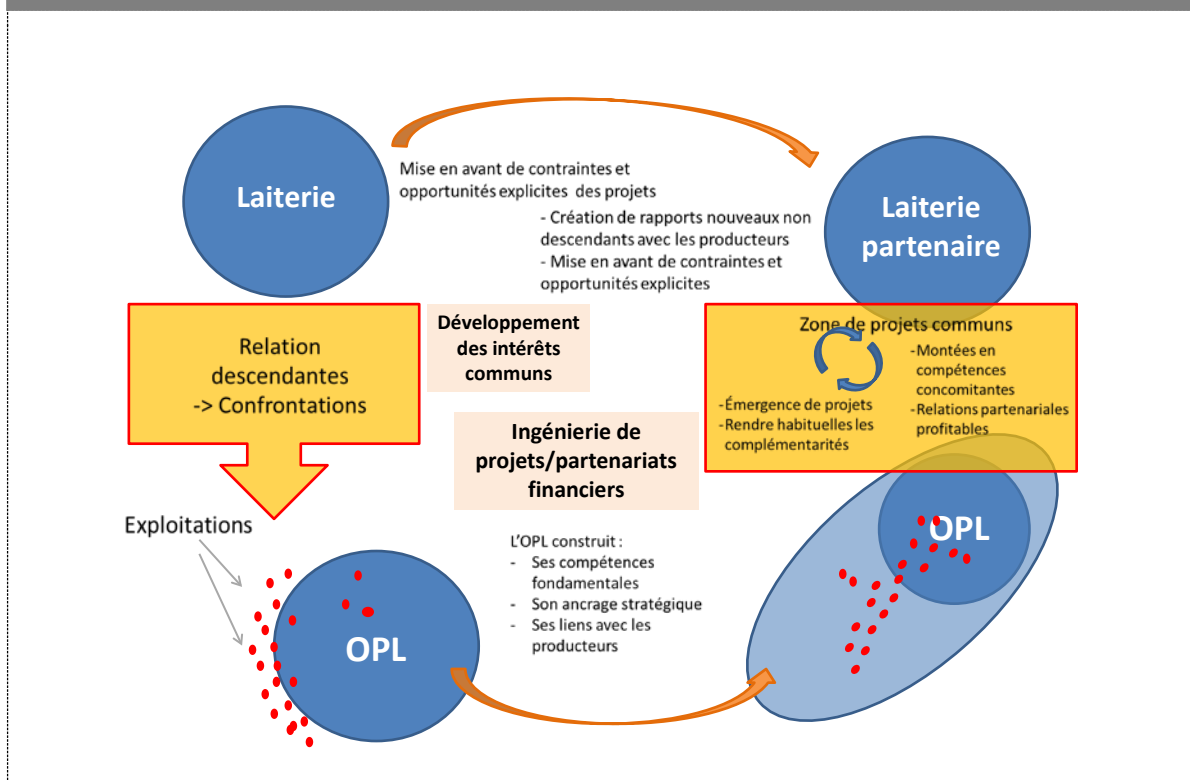 Laiterie
Mise en avant de contraintes et
opportunités explicites des projets
- Création de rapports nouveaux non
descendants avec les producteurs
- Mise en avant de contraintes et
opportunités explicites
Laiterie
partenaire
Relation
descendantes
-> Confrontations
Développement
des intérêts
communs
Zone de projets communs
-Montées en
compétences
concomitantes
-Relations partenariales
profitables
-Émergence de projets
-Rendre habituelles les
complémentarités
Ingénierie de
projets/partenariats
financiers
Exploitations
OPL
L'OPL construit :
- Ses compétences
fondamentales
- Son ancrage stratégique
- Ses liens avec les
producteurs
OPL